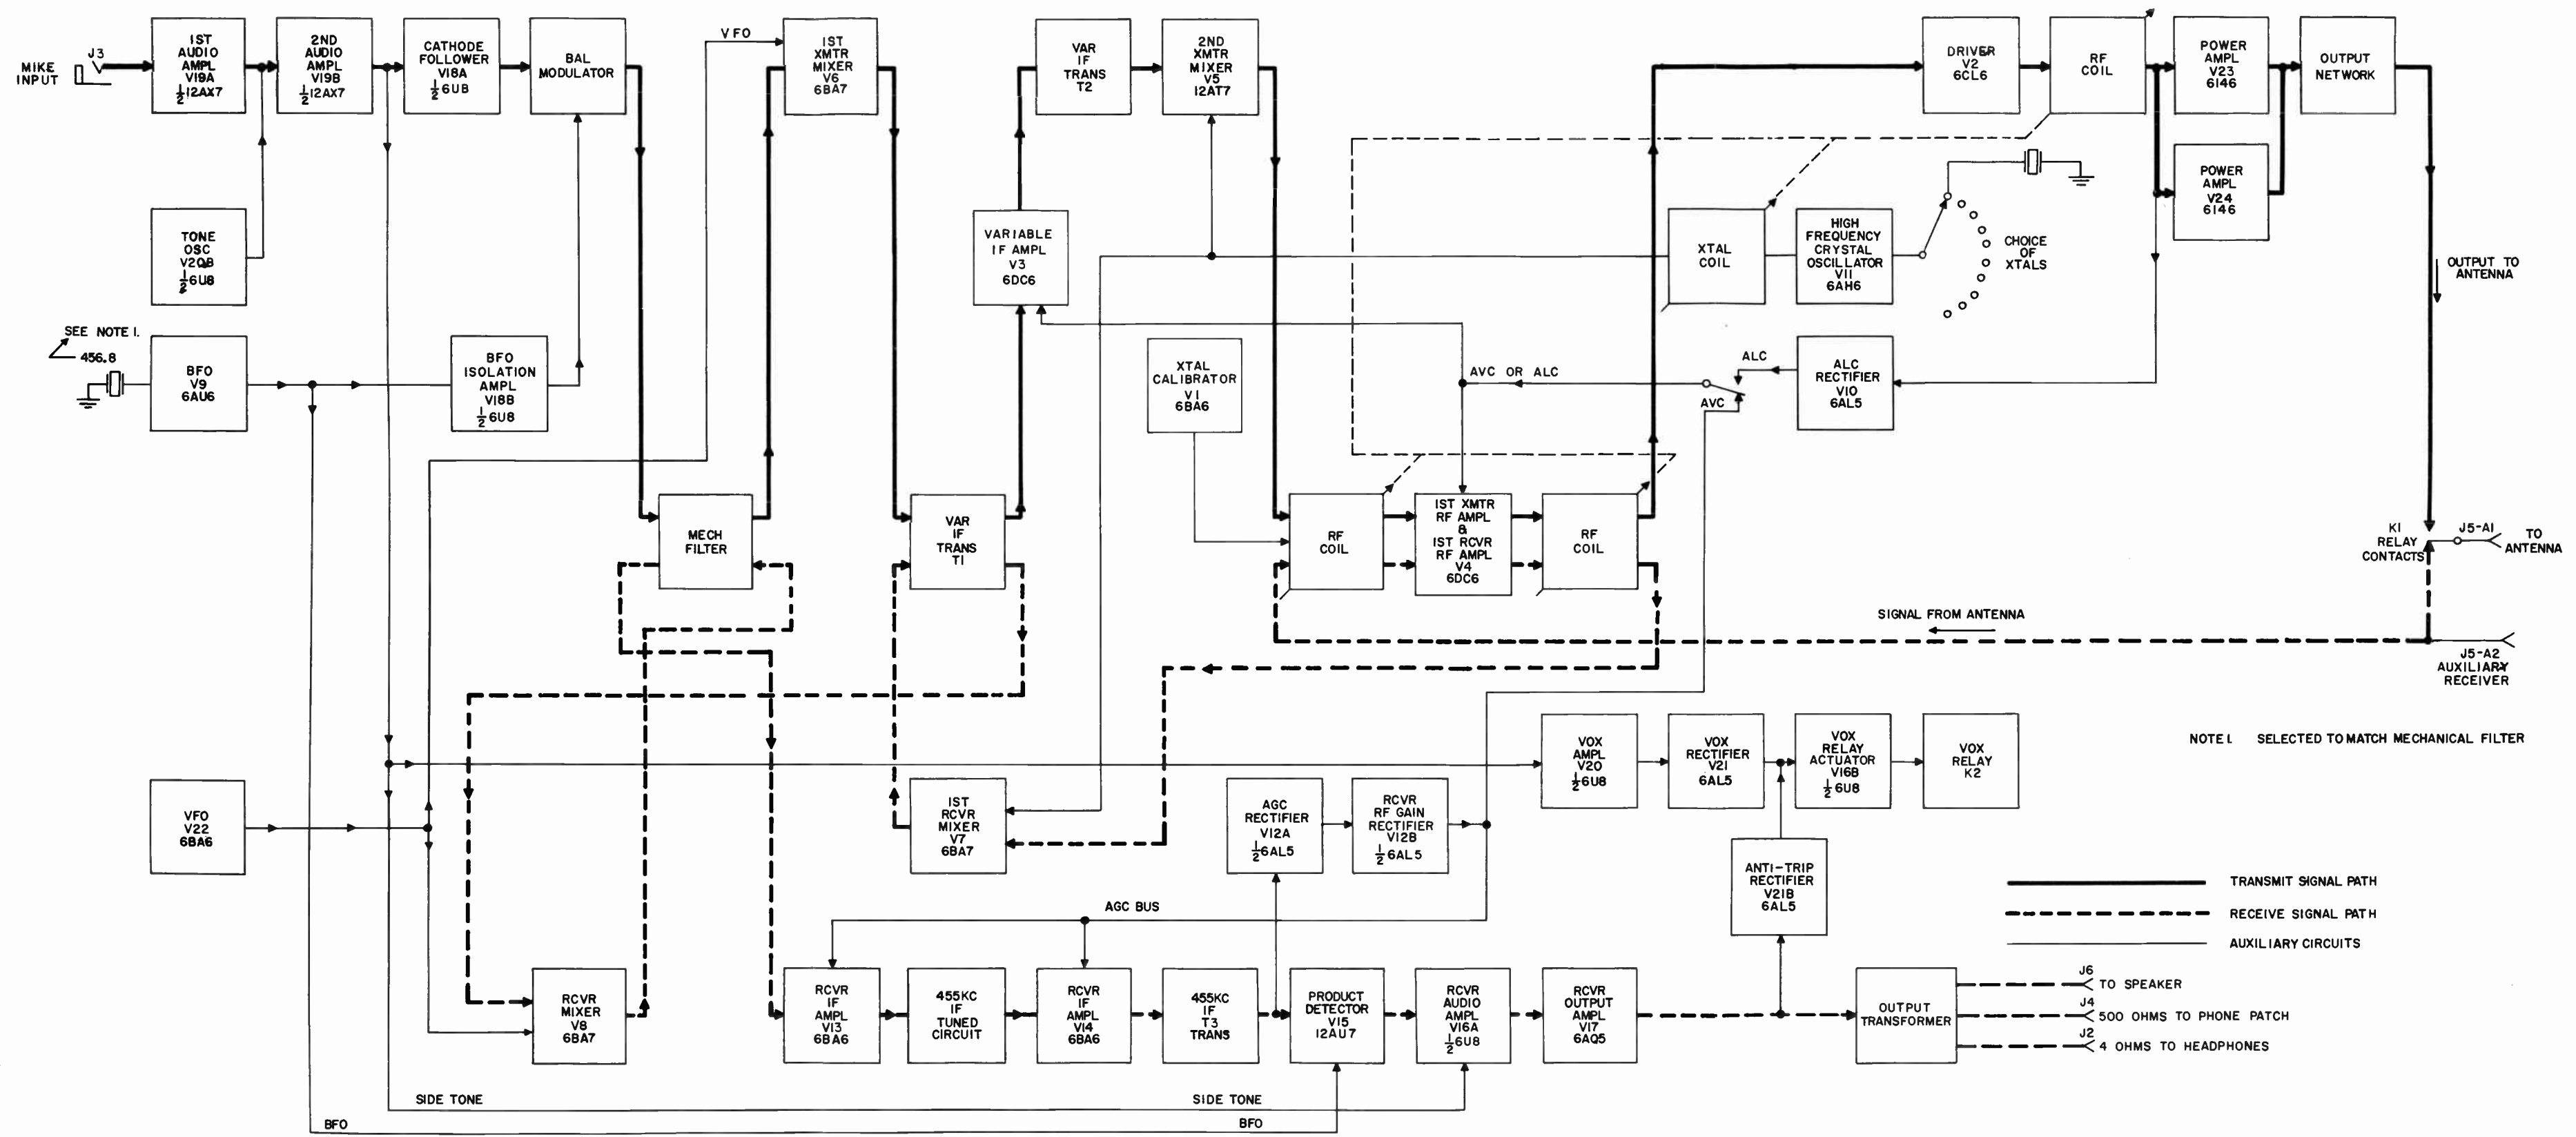 J3
MIKE
INPUT
1ST
AUDIO
AMPL
V19A
½12AX7
2ND
AUDIO
AMPL
V19B
½12AX7
CATHODE
FOLLOWER
V18A
½6U8
BAL
MODULATOR
VFO
1ST
XMTR
MIXER
V6
6BA7
VAR
IF
TRANS
T2
2ND
XMTR
MIXER
V5
12AT7
DRIVER
V2
6CL6
RF
COIL
POWER
AMPL
V23
6146
OUTPUT
NETWORK
POWER
AMPL
V24
6146
TONE
OSC
V20B
½6U8
VARIABLE
IF AMPL
V3
6DC6
XTAL
COIL
HIGH
FREQUENCY
CRYSTAL
OSCILLATOR
V11
6AH6
CHOICE
OF
XTALS
OUTPUT TO
ANTENNA
SEE NOTE 1.
456.8
BFO
V9
6AU6
BFO
ISOLATION
AMPL
V18B
½6U8
XTAL
CALIBRATOR
V1
6BA6
AVC OR ALC
ALC
AVC
ALC
RECTIFIER
V10
6AL5
MECH
FILTER
VAR
IF
TRANS
T1
RF
COIL
1ST XMTR
RF AMPL
&
1ST RCVR
RF AMPL
V4
6DC6
RF
COIL
K1
RELAY
CONTACTS
J5-A1
TO
ANTENNA
SIGNAL FROM ANTENNA
J5-A2
AUXILIARY
RECEIVER
NOTE 1. SELECTED TO MATCH MECHANICAL FILTER
VFO
V22
6BA6
1ST
RCVR
MIXER
V7
6BA7
AGC
RECTIFIER
V12A
½6AL5
RCVR
RF GAIN
RECTIFIER
V12B
½6AL5
VOX
AMPL
V20
½6U8
VOX
RECTIFIER
V21
6AL5
VOX
RELAY
ACTUATOR
V16B
½6U8
VOX
RELAY
K2
ANTI-TRIP
RECTIFIER
V21B
6AL5
TRANSMIT SIGNAL PATH
RECEIVE SIGNAL PATH
AUXILIARY CIRCUITS
AGC BUS
RCVR
MIXER
V8
6BA7
RCVR
IF
AMPL
V13
6BA6
455KC
IF
TUNED
CIRCUIT
RCVR
IF
AMPL
V14
6BA6
455KC
IF
T3
TRANS
PRODUCT
DETECTOR
V15
12AU7
RCVR
AUDIO
AMPL
V16A
½6U8
RCVR
OUTPUT
AMPL
V17
6AQ5
OUTPUT
TRANSFORMER
J6
TO SPEAKER
J4
500 OHMS TO PHONE PATCH
J2
4 OHMS TO HEADPHONES
SIDE TONE
SIDE TONE
BFO
BFO